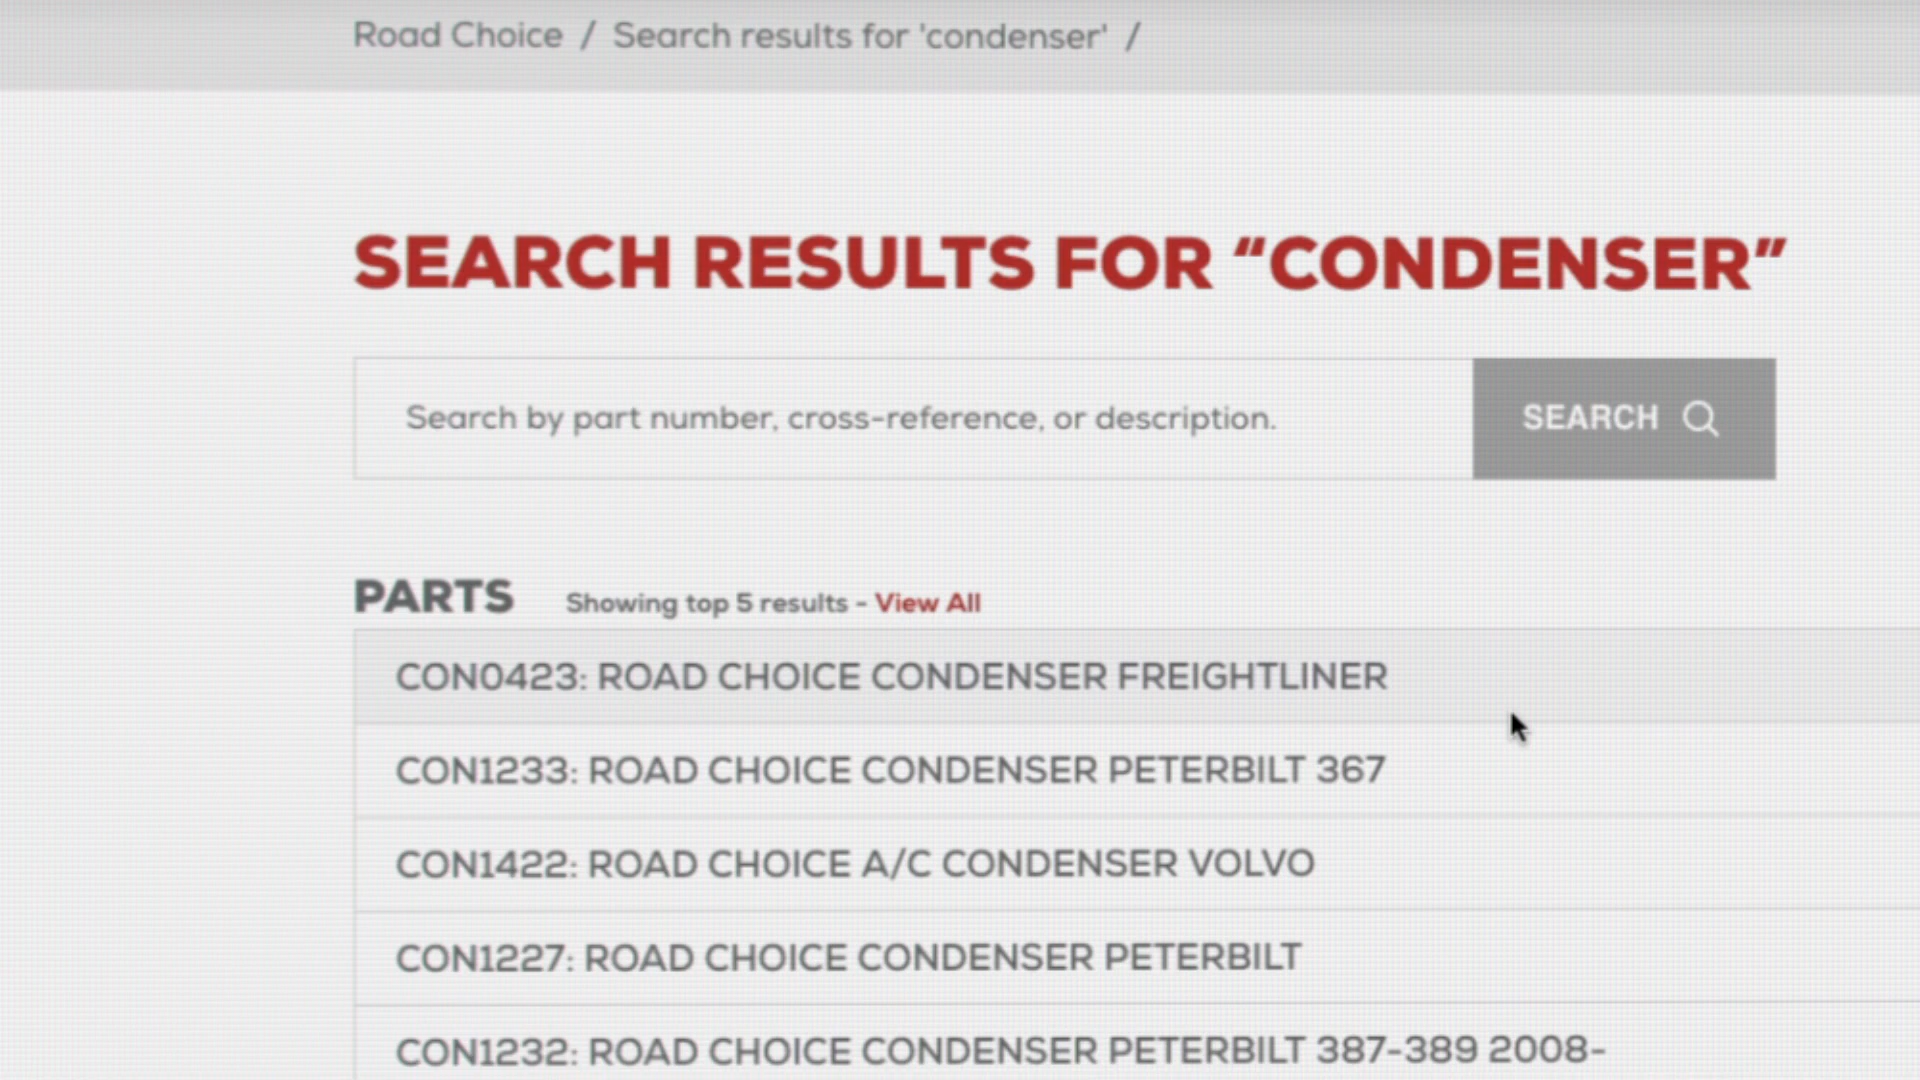 Road Choice / Search results for 'condenser' /
SEARCH RESULTS FOR “CONDENSER”
Search by part number, cross-reference, or description.
SEARCH
PARTS Showing top 5 results - View All
CON0423: ROAD CHOICE CONDENSER FREIGHTLINER
CON1233: ROAD CHOICE CONDENSER PETERBILT 367
CON1422: ROAD CHOICE A/C CONDENSER VOLVO
CON1227: ROAD CHOICE CONDENSER PETERBILT
CON1232: ROAD CHOICE CONDENSER PETERBILT 387-389 2008-